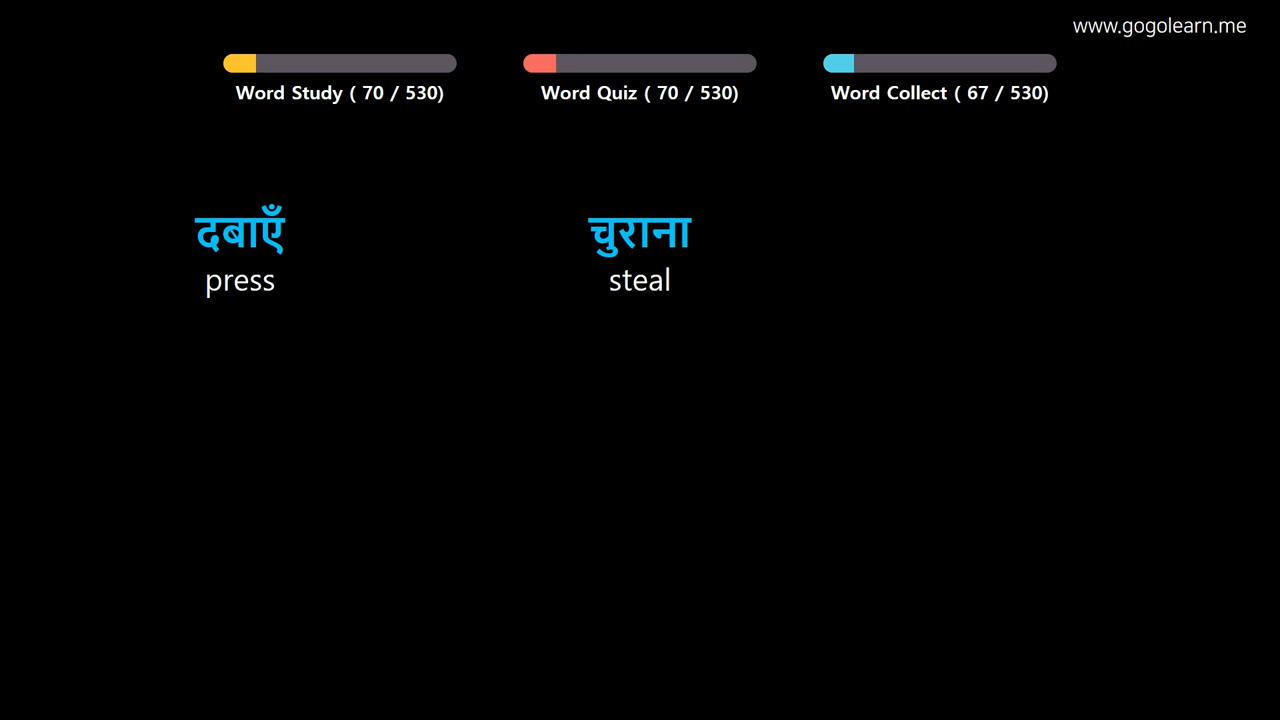 www.gogolearn.me
Word Study ( 70 / 530)
Word Quiz ( 70 / 530)
Word Collect ( 67 / 530)
दबाएँ
press
चुराना
steal